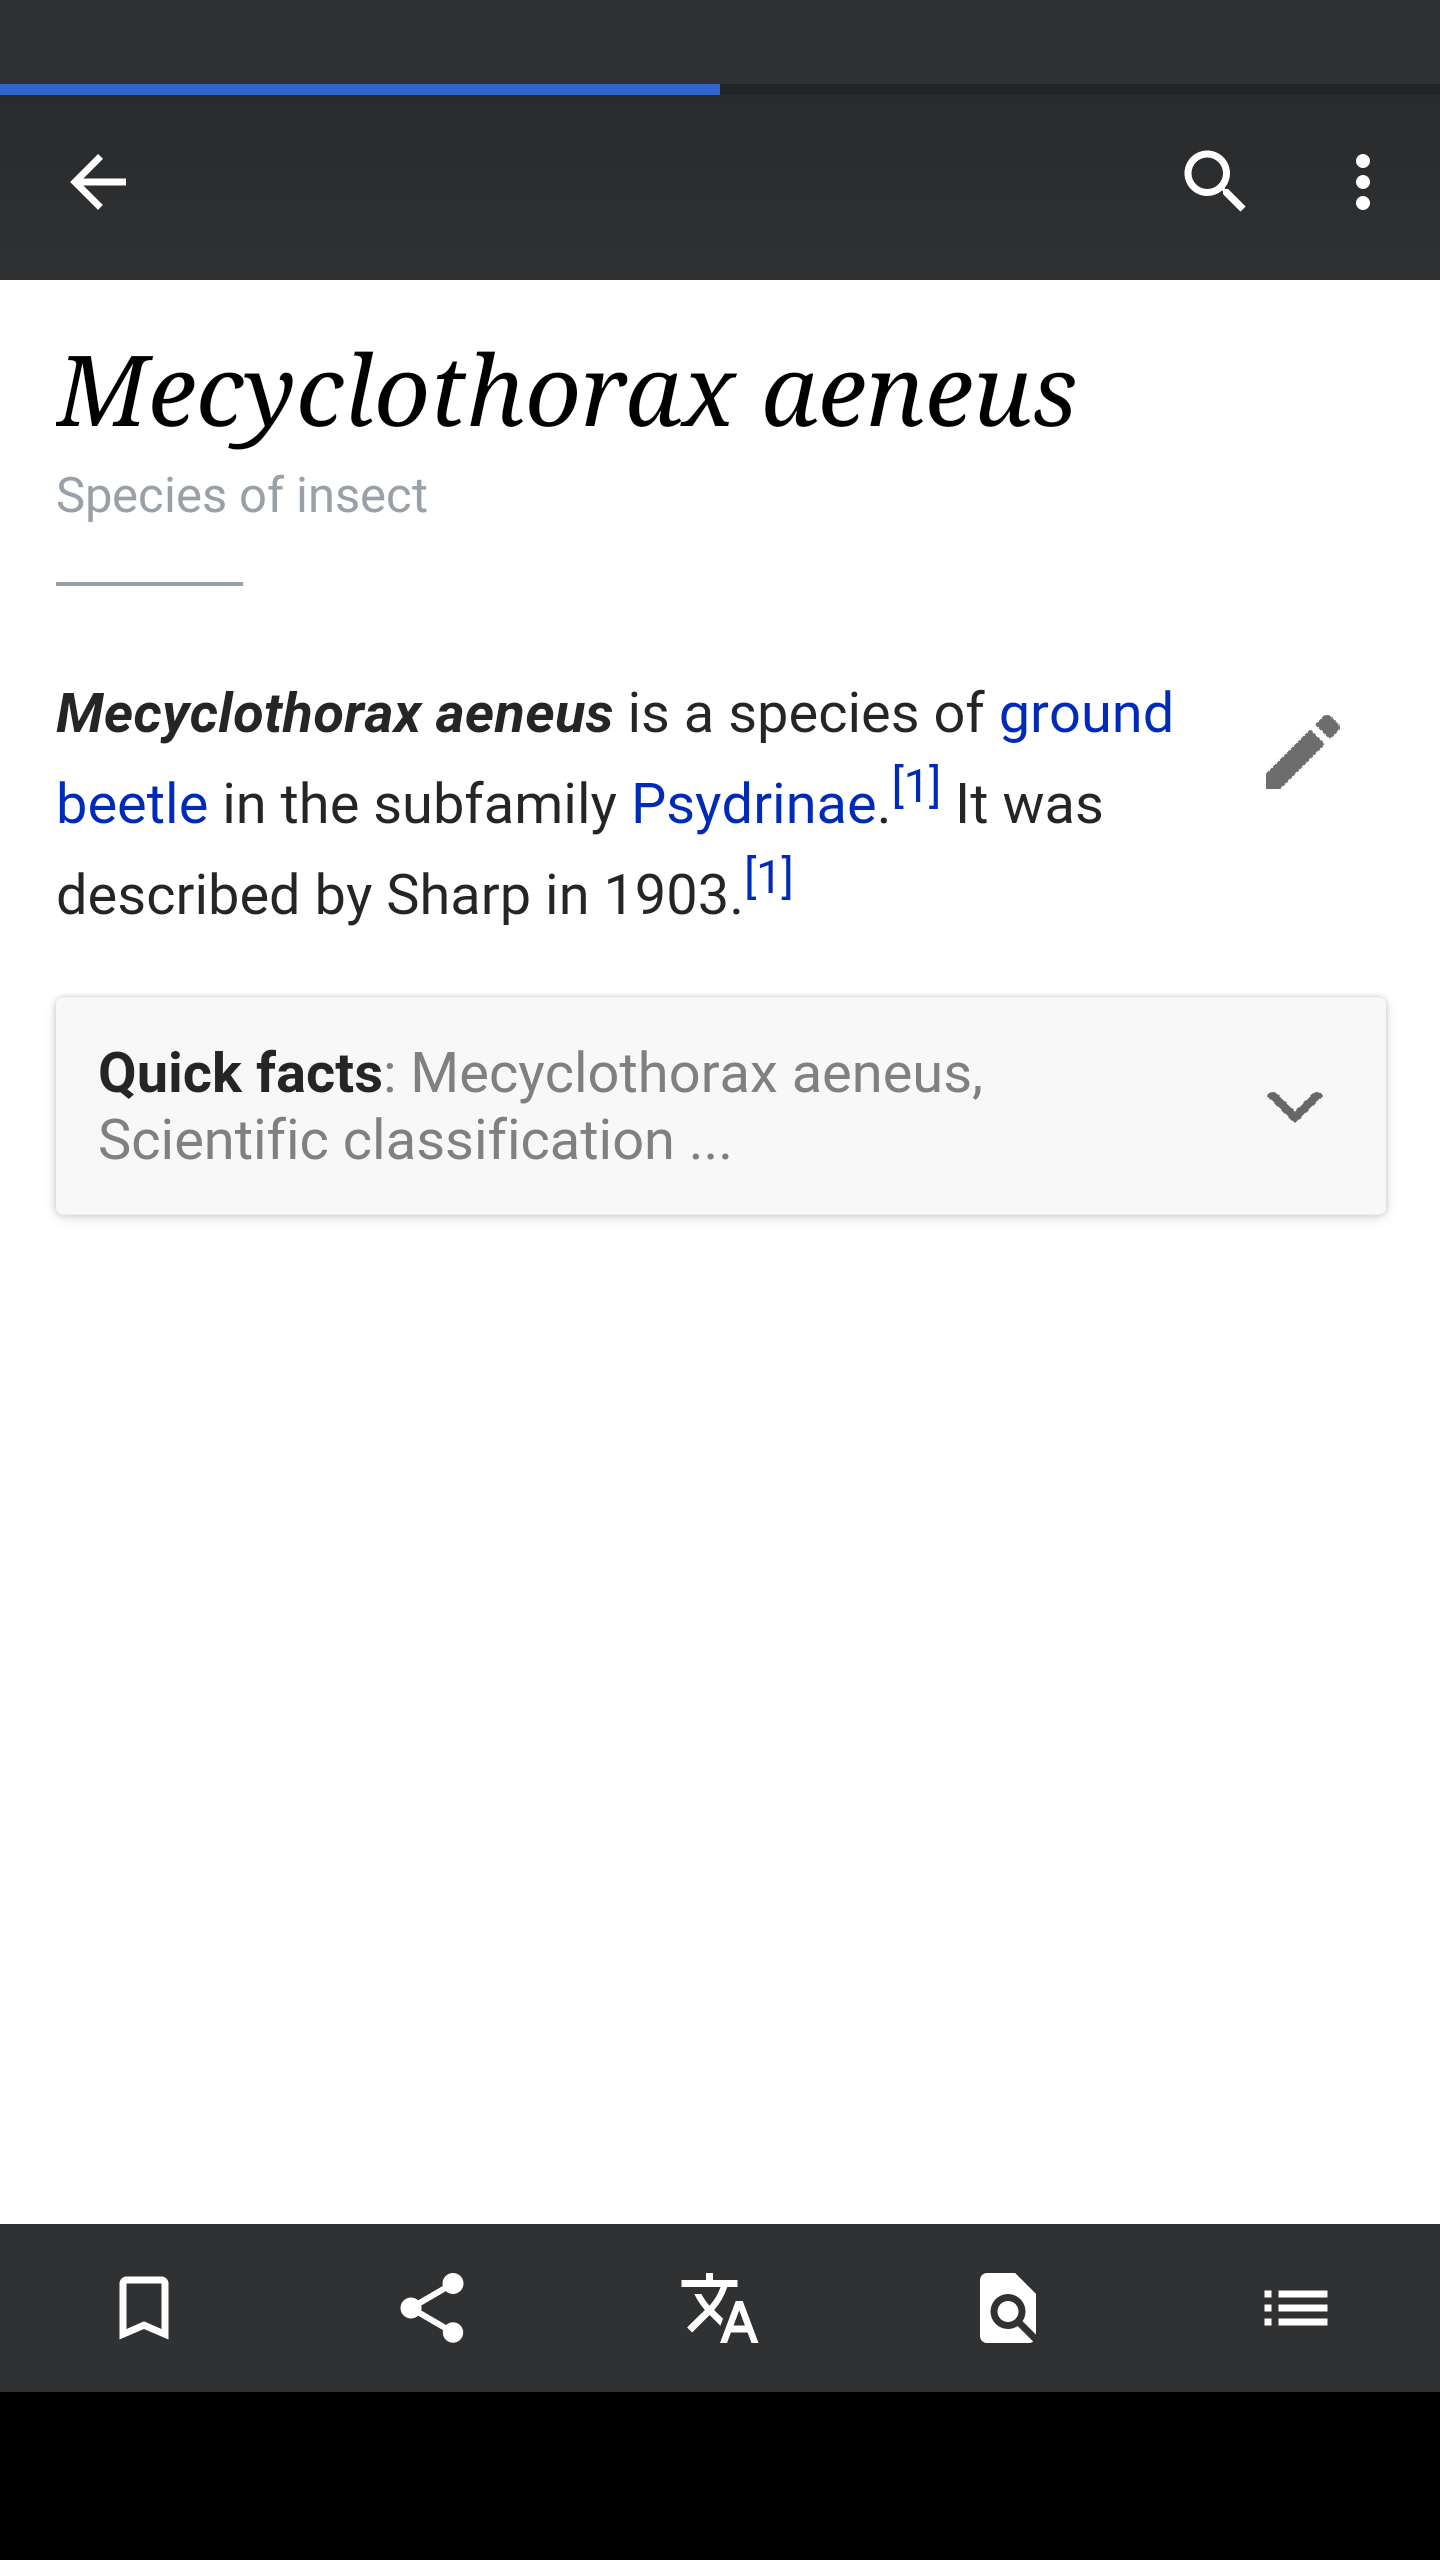 Mecyclothorax aeneus
Species of insect
Mecyclothorax aeneus is a species of ground
beetle in the subfamily Psydrinae.[1] It was
described by Sharp in 1903.[1]
Quick facts: Mecyclothorax aeneus,
Scientific classification ...